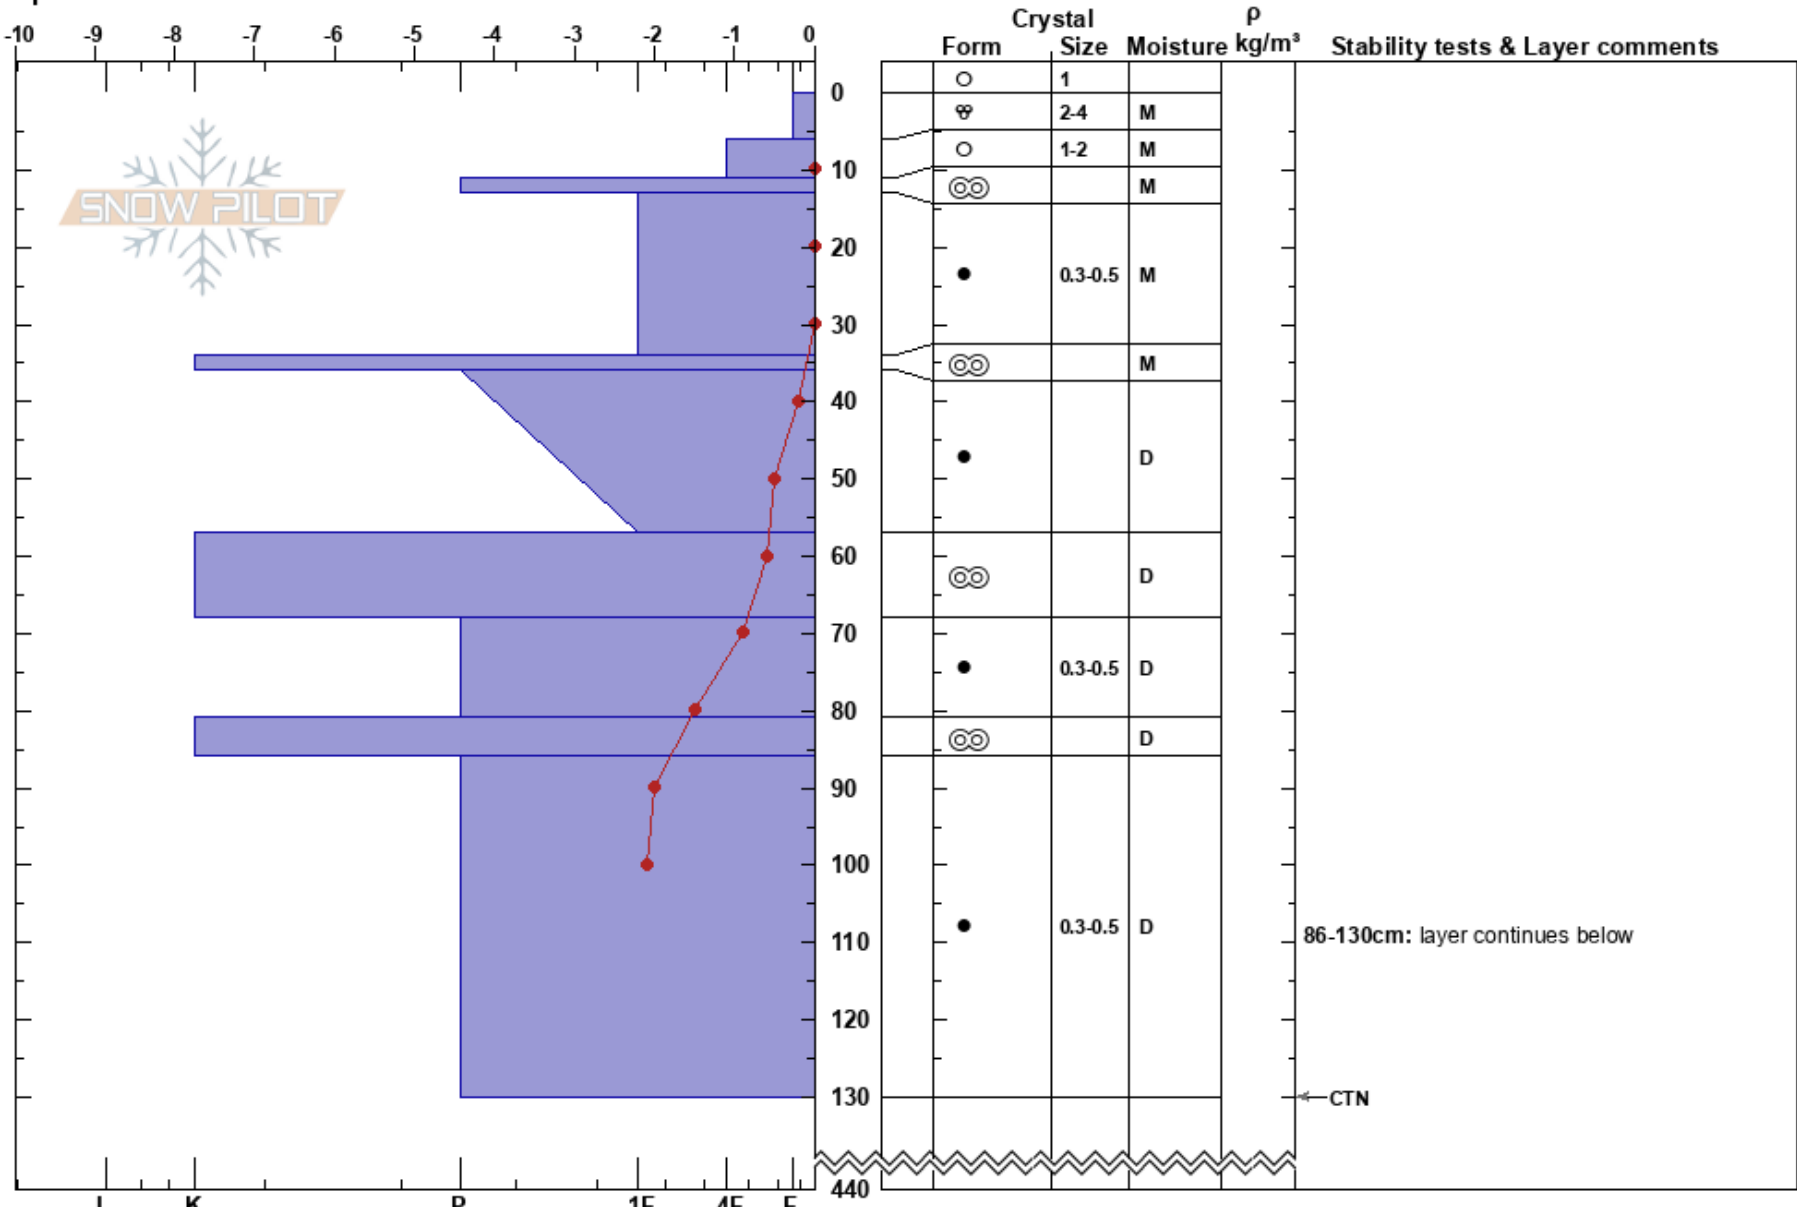 Crystal ρ
-10 -9 -8 -7 -6 -5 -4 -3 -2 -1 0 Form Size Moisture kg/m³ Stability tests & Layer comments
1
0
2-4 M
1-2 M
10
M
SNOW PILOT
20
0.3-0.5 M
30
M
40
D
50
60
D
70
0.3-0.5 D
80
D
90
100
0.3-0.5 D
110 86-130cm: layer continues below
120
130 CTN
440
I K P 1F 4F F